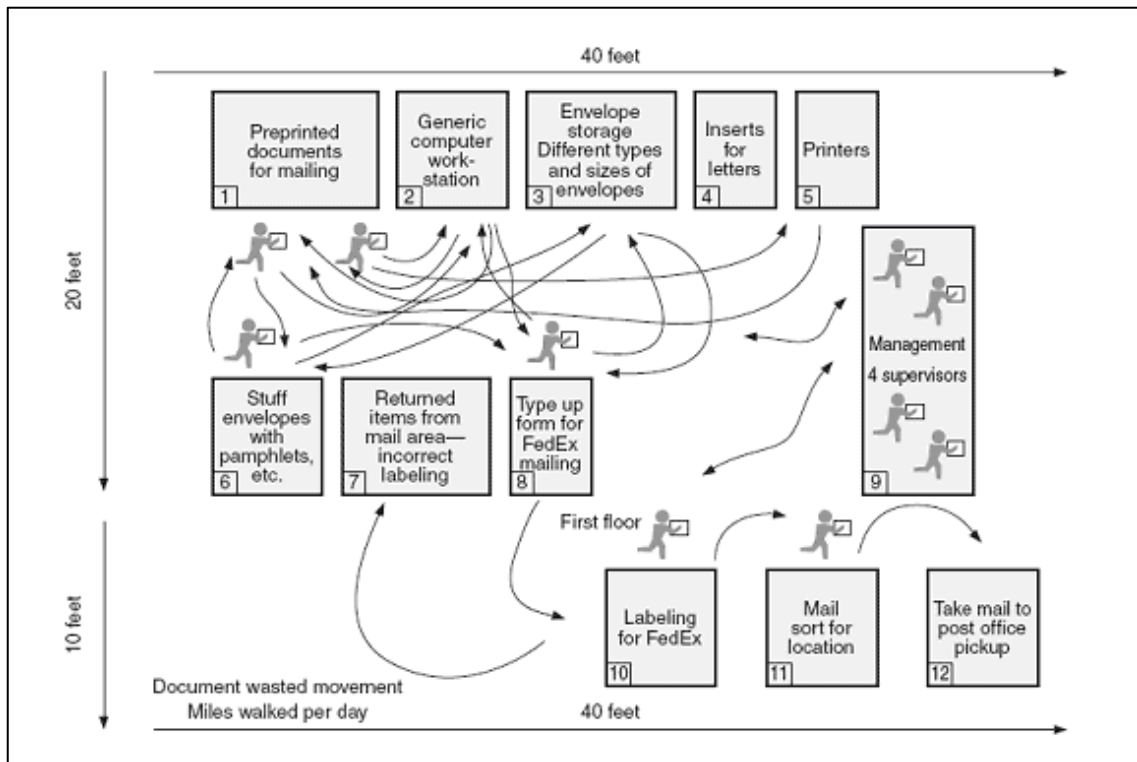 40 feet
20 feet
Preprinted
documents
for mailing
1
Generic
computer
work-
station
2
Envelope
storage
Different types
and sizes of
envelopes
3
Inserts
for
letters
4
Printers
5
Management
4 supervisors
9
Stuff
envelopes
with
pamphlets,
etc.
6
Returned
items from
mail area—
incorrect
labeling
7
Type up
form for
FedEx
mailing
8
First floor
10 feet
Labeling
for FedEx
10
Mail
sort for
location
11
Take mail to
post office
pickup
12
Document wasted movement
Miles walked per day
40 feet